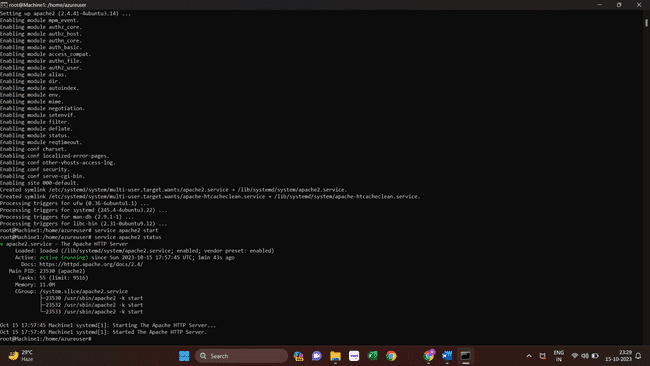 root@Machine1: /home/azureuser
Setting up apache2 (2.4.41-4ubuntu3.14) ...
Enabling module mpm_event.
Enabling module authz_core.
Enabling module authz_host.
Enabling module authn_core.
Enabling module auth_basic.
Enabling module access_compat.
Enabling module authn_file.
Enabling module authz_user.
Enabling module alias.
Enabling module dir.
Enabling module autoindex.
Enabling module env.
Enabling module mime.
Enabling module negotiation.
Enabling module setenvif.
Enabling module filter.
Enabling module deflate.
Enabling module status.
Enabling module reqtimeout.
Enabling conf charset.
Enabling conf localized-error-pages.
Enabling conf other-vhosts-access-log.
Enabling conf security.
Enabling conf serve-cgi-bin.
Enabling site 000-default.
Created symlink /etc/systemd/system/multi-user.target.wants/apache2.service → /lib/systemd/system/apache2.service.
Created symlink /etc/systemd/system/multi-user.target.wants/apache-htcacheclean.service → /lib/systemd/system/apache-htcacheclean.service.
Processing triggers for ufw (0.36-6ubuntu1.1) ...
Processing triggers for systemd (245.4-4ubuntu3.22) ...
Processing triggers for man-db (2.9.1-1) ...
Processing triggers for libc-bin (2.31-0ubuntu9.12) ...
root@Machine1:/home/azureuser# service apache2 start
root@Machine1:/home/azureuser# service apache2 status
● apache2.service - The Apache HTTP Server
Loaded: loaded (/lib/systemd/system/apache2.service; enabled; vendor preset: enabled)
Active: active (running) since Sun 2023-10-15 17:57:45 UTC; 1min 43s ago
Docs: https://httpd.apache.org/docs/2.4/
Main PID: 23530 (apache2)
Tasks: 55 (limit: 9516)
Memory: 11.0M
CGroup: /system.slice/apache2.service
├─23530 /usr/sbin/apache2 -k start
├─23532 /usr/sbin/apache2 -k start
└─23533 /usr/sbin/apache2 -k start
Oct 15 17:57:45 Machine1 systemd[1]: Starting The Apache HTTP Server...
Oct 15 17:57:45 Machine1 systemd[1]: Started The Apache HTTP Server.
root@Machine1:/home/azureuser#
29°C
Haze
Search
ENG
IN
23:29
15-10-2023